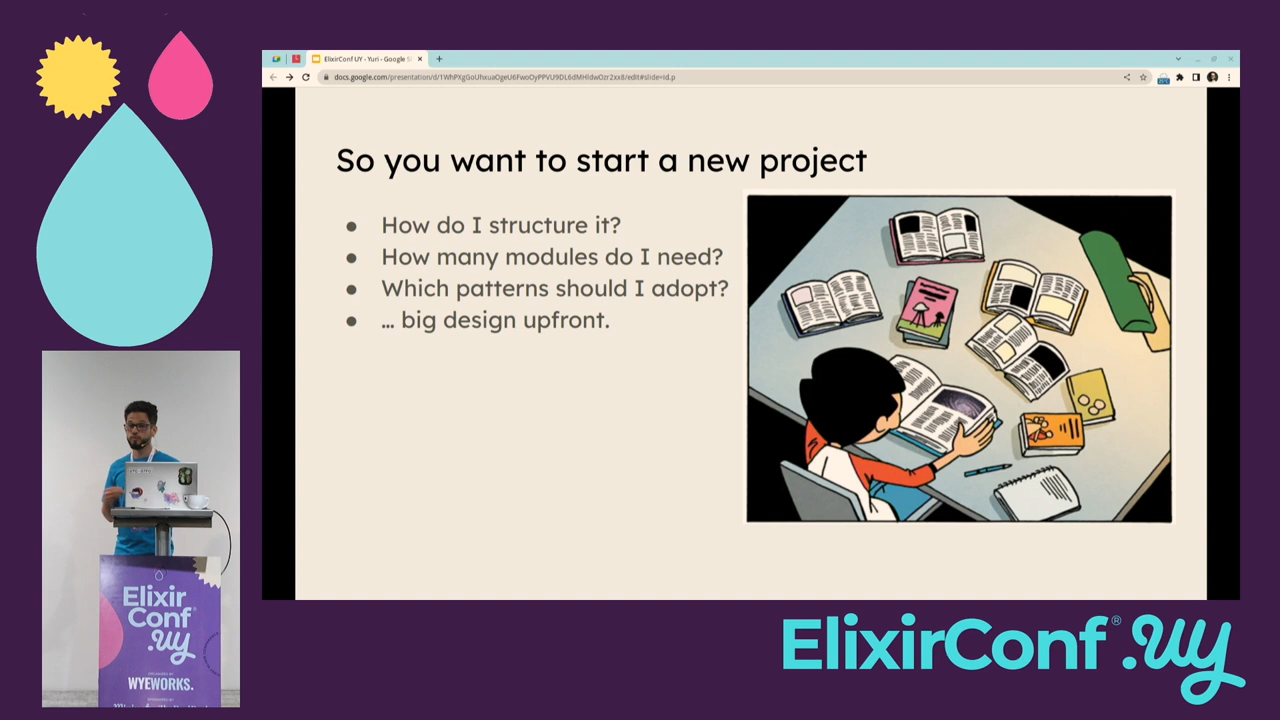 ElixirConf UY - Yuri - Google Sl
docs.google.com/presentation/d/1WhPXgGoUhxuaOgeU6FwoOyPPVU9DL6dMHldwOzr2xx8/edit#slide=id.p
So you want to start a new project
● How do I structure it?
● How many modules do I need?
● Which patterns should I adopt?
● … big design upfront.
Elixir
Conf
.uy
WYEWORKS.
ElixirConf® .uy